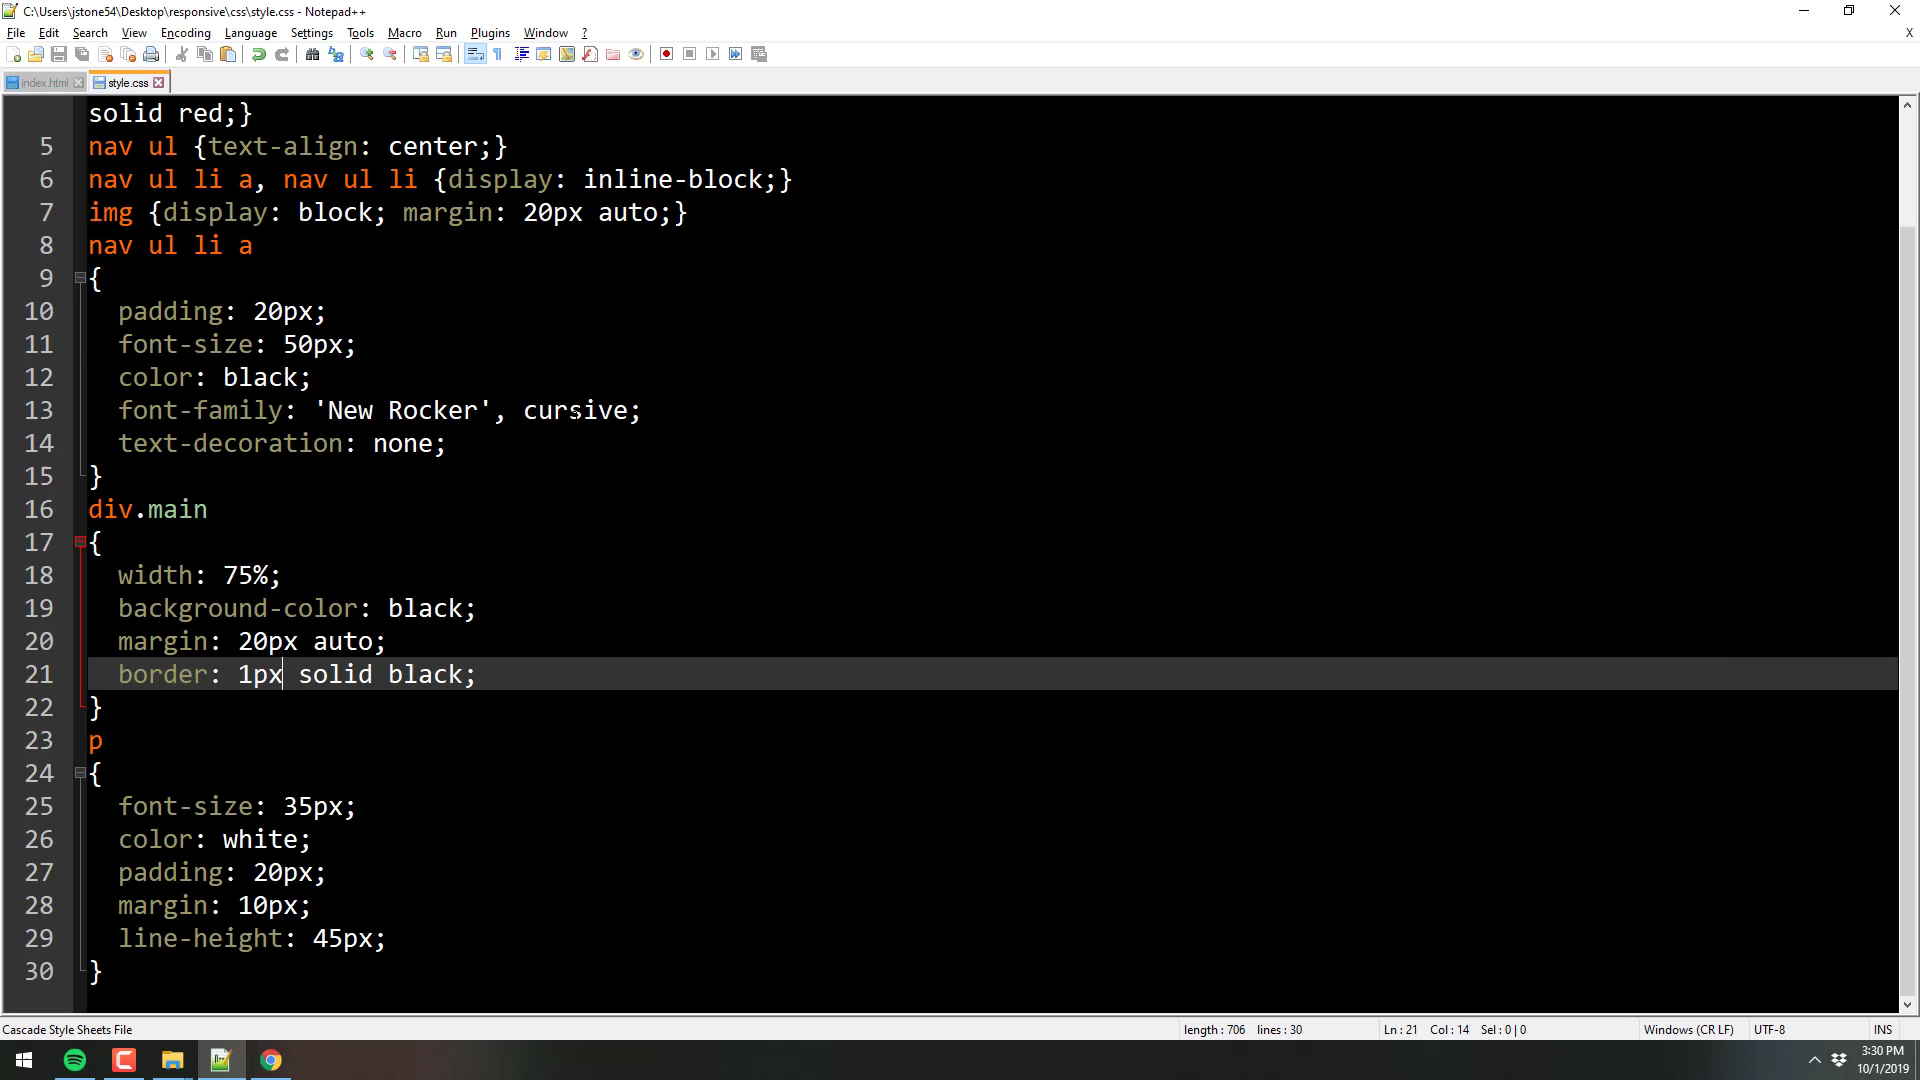 C:\Users\jstone54\Desktop\responsive\css\style.css - Notepad++
File Edit Search View Encoding Language Settings Tools Macro Run Plugins Window ? X
index.html style.css
solid red;}
5 nav ul {text-align: center;}
6 nav ul li a, nav ul li {display: inline-block;}
7 img {display: block; margin: 20px auto;}
8 nav ul li a
9 {
10 padding: 20px;
11 font-size: 50px;
12 color: black;
13 font-family: 'New Rocker', cursive;
14 text-decoration: none;
15 }
16 div.main
17 {
18 width: 75%;
19 background-color: black;
20 margin: 20px auto;
21 border: 1px solid black;
22 }
23 p
24 {
25 font-size: 35px;
26 color: white;
27 padding: 20px;
28 margin: 10px;
29 line-height: 45px;
30 }
Cascade Style Sheets File length : 706 lines : 30 Ln : 21 Col : 14 Sel : 0 | 0 Windows (CR LF) UTF-8 INS
3:30 PM
10/1/2019